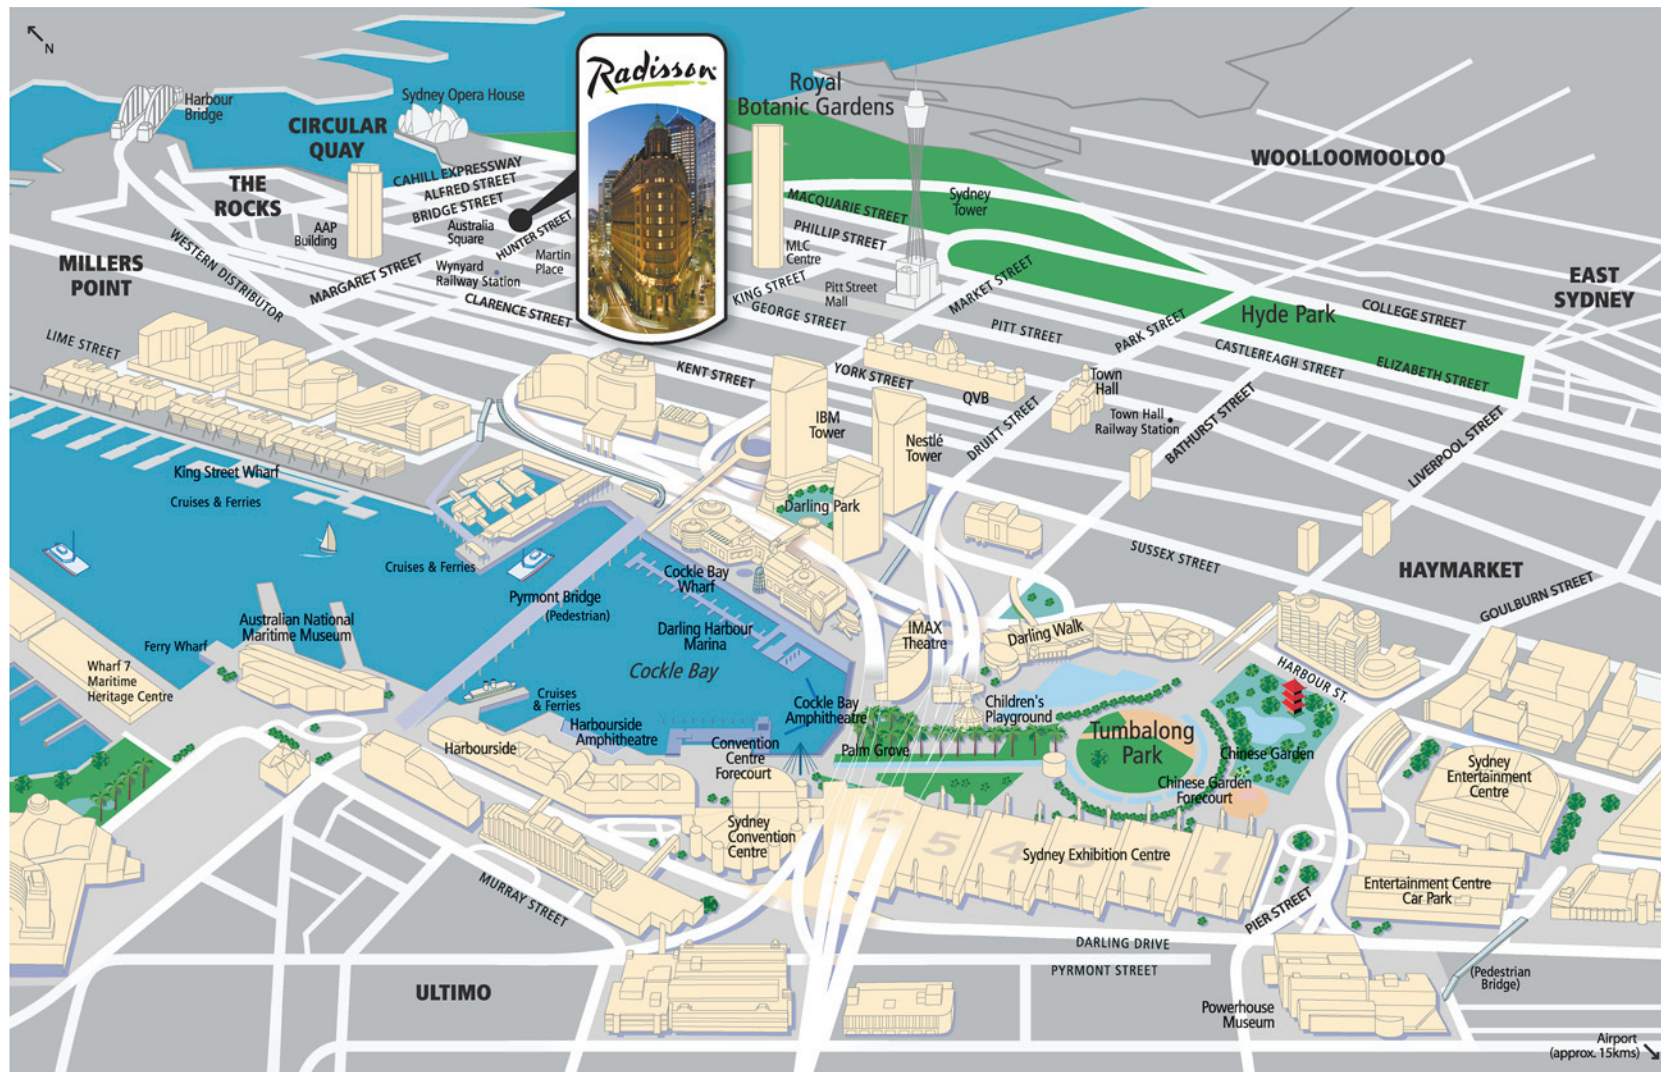 N
Harbour
Bridge
Sydney Opera House
CIRCULAR
QUAY
Radisson
Royal
Botanic Gardens
WOOLLOOMOOLOO
THE
ROCKS
CAHILL EXPRESSWAY
ALFRED STREET
BRIDGE STREET
AAP
Building
Australia
Square
HUNTER STREET
Martin
Place
Wynyard
Railway Station
MACQUARIE STREET
PHILLIP STREET
Sydney
Tower
MLC
Centre
Pitt Street
Mall
KING STREET
GEORGE STREET
MARKET STREET
PITT STREET
PARK STREET
Hyde Park
COLLEGE STREET
CASTLEREAGH STREET
ELIZABETH STREET
EAST
SYDNEY
MILLERS
POINT
WESTERN DISTRIBUTOR
MARGARET STREET
CLARENCE STREET
LIME STREET
KENT STREET
YORK STREET
QVB
Town
Hall
Town Hall
Railway Station
DRUITT STREET
BATHURST STREET
LIVERPOOL STREET
IBM
Tower
Nestlé
Tower
Darling Park
King Street Wharf
Cruises & Ferries
Cruises & Ferries
SUSSEX STREET
HAYMARKET
GOULBURN STREET
Cockle Bay
Wharf
Pyrmont Bridge
(Pedestrian)
Darling Harbour
Marina
Cockle Bay
IMAX
Theatre
Darling Walk
HARBOUR ST.
Australian National
Maritime Museum
Ferry Wharf
Wharf 7
Maritime
Heritage Centre
Cruises
& Ferries
Harbourside
Amphitheatre
Harbourside
Cockle Bay
Amphitheatre
Convention
Centre
Forecourt
Palm Grove
Children's
Playground
Tumbalong
Park
Chinese Garden
Chinese Garden
Forecourt
Sydney
Entertainment
Centre
Sydney
Convention
Centre
6 5 4 3 2 1
Sydney Exhibition Centre
Entertainment Centre
Car Park
MURRAY STREET
PIER STREET
DARLING DRIVE
PYRMONT STREET
ULTIMO
Powerhouse
Museum
(Pedestrian
Bridge)
Airport
(approx. 15kms)